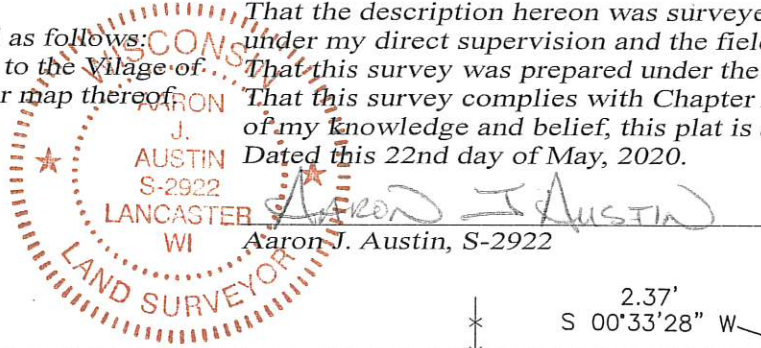 That the description hereon was surveye
as follows:
under my direct supervision and the fiel
to the Vilage of
That this survey was prepared under the
r map thereof.
That this survey complies with Chapter
of my knowledge and belief, this plat is
Dated this 22nd day of May, 2020.
WISCONSIN
AARON
J.
AUSTIN
S-2922
LANCASTER
WI
LAND SURVEYOR
AARON J AUSTIN
Aaron J. Austin, S-2922
2.37'
S 00°33'28" W